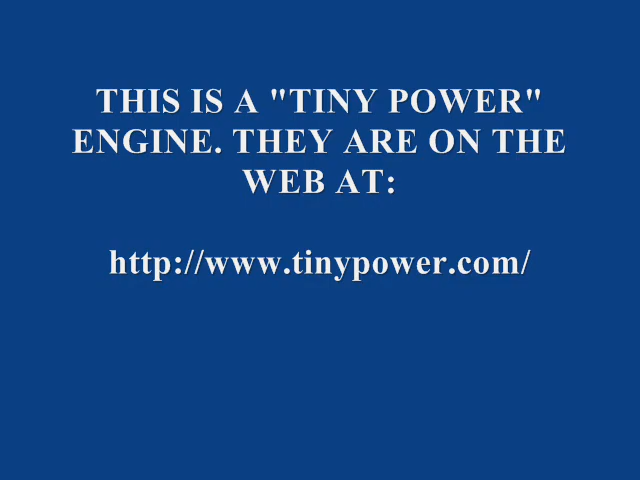 THIS IS A "TINY POWER"
ENGINE. THEY ARE ON THE
WEB AT:
http://www.tinypower.com/